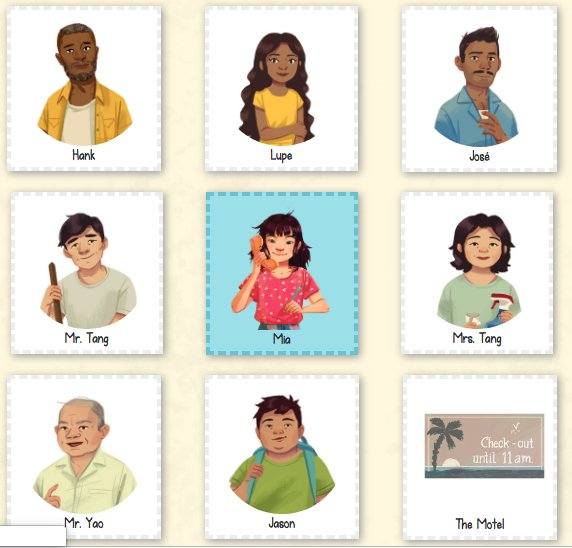 Hank
Lupe
José
Mr. Tang
Mia
Mrs. Tang
Mr. Yao
Jason
Check-out
until 11am
The Motel